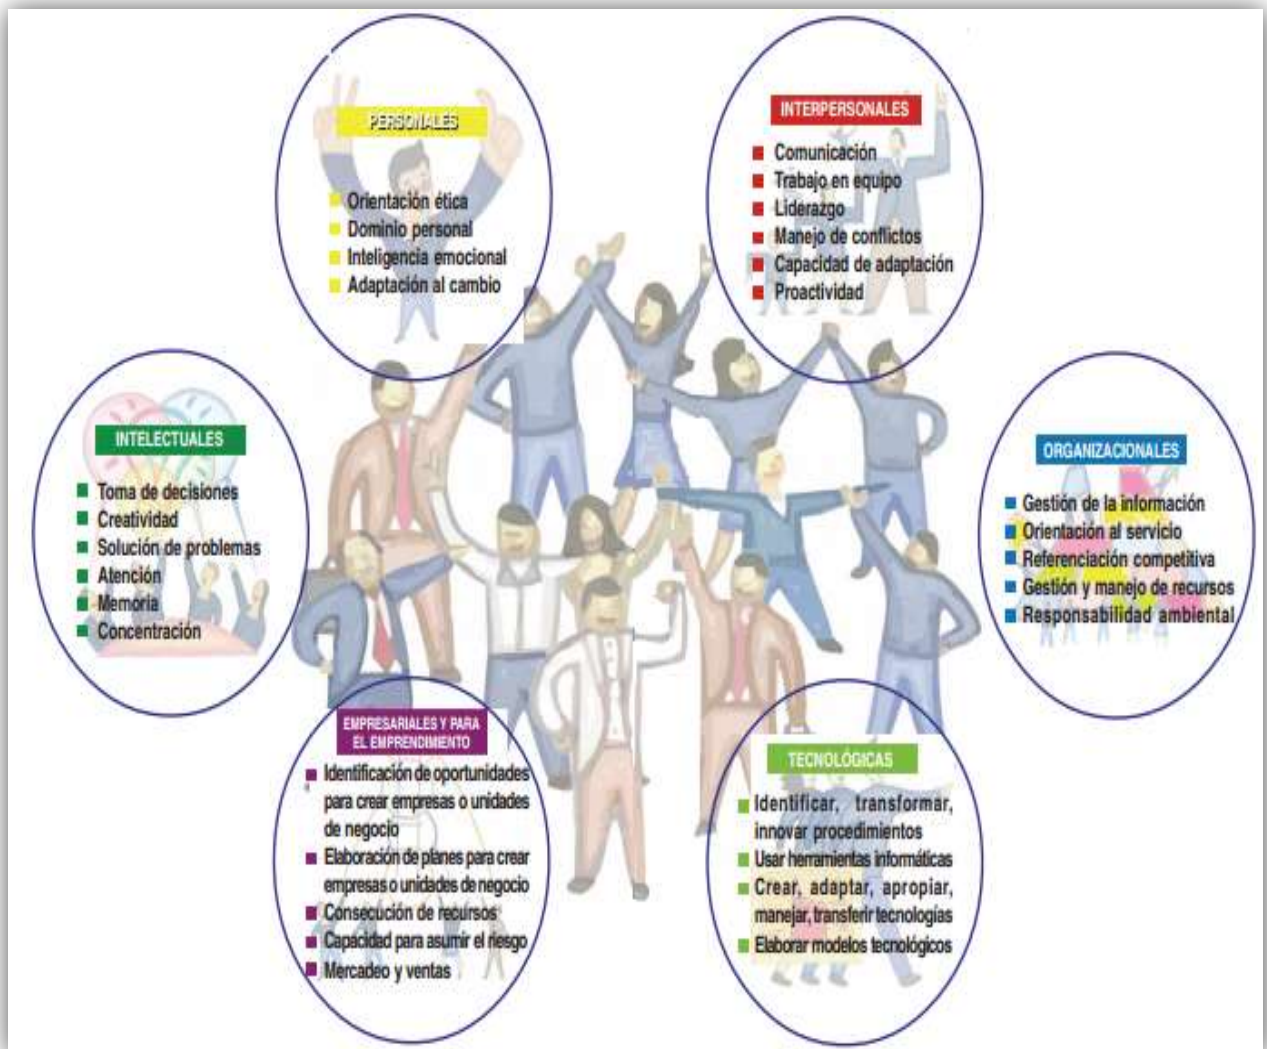 PERSONALES
Orientación ética
Dominio personal
Inteligencia emocional
Adaptación al cambio
INTERPERSONALES
Comunicación
Trabajo en equipo
Liderazgo
Manejo de conflictos
Capacidad de adaptación
Proactividad
INTELECTUALES
Toma de decisiones
Creatividad
Solución de problemas
Atención
Memoria
Concentración
ORGANIZACIONALES
Gestión de la información
Orientación al servicio
Referenciación competitiva
Gestión y manejo de recursos
Responsabilidad ambiental
EMPRESARIALES Y PARA
EL EMPRENDIMIENTO
Identificación de oportunidades
para crear empresas o unidades
de negocio
Elaboración de planes para crear
empresas o unidades de negocio
Consecución de recursos
Capacidad para asumir el riesgo
Mercadeo y ventas
TECNOLÓGICAS
Identificar, transformar,
innovar procedimientos
Usar herramientas informáticas
Crear, adaptar, apropiar,
manejar, transferir tecnologías
Elaborar modelos tecnológicos